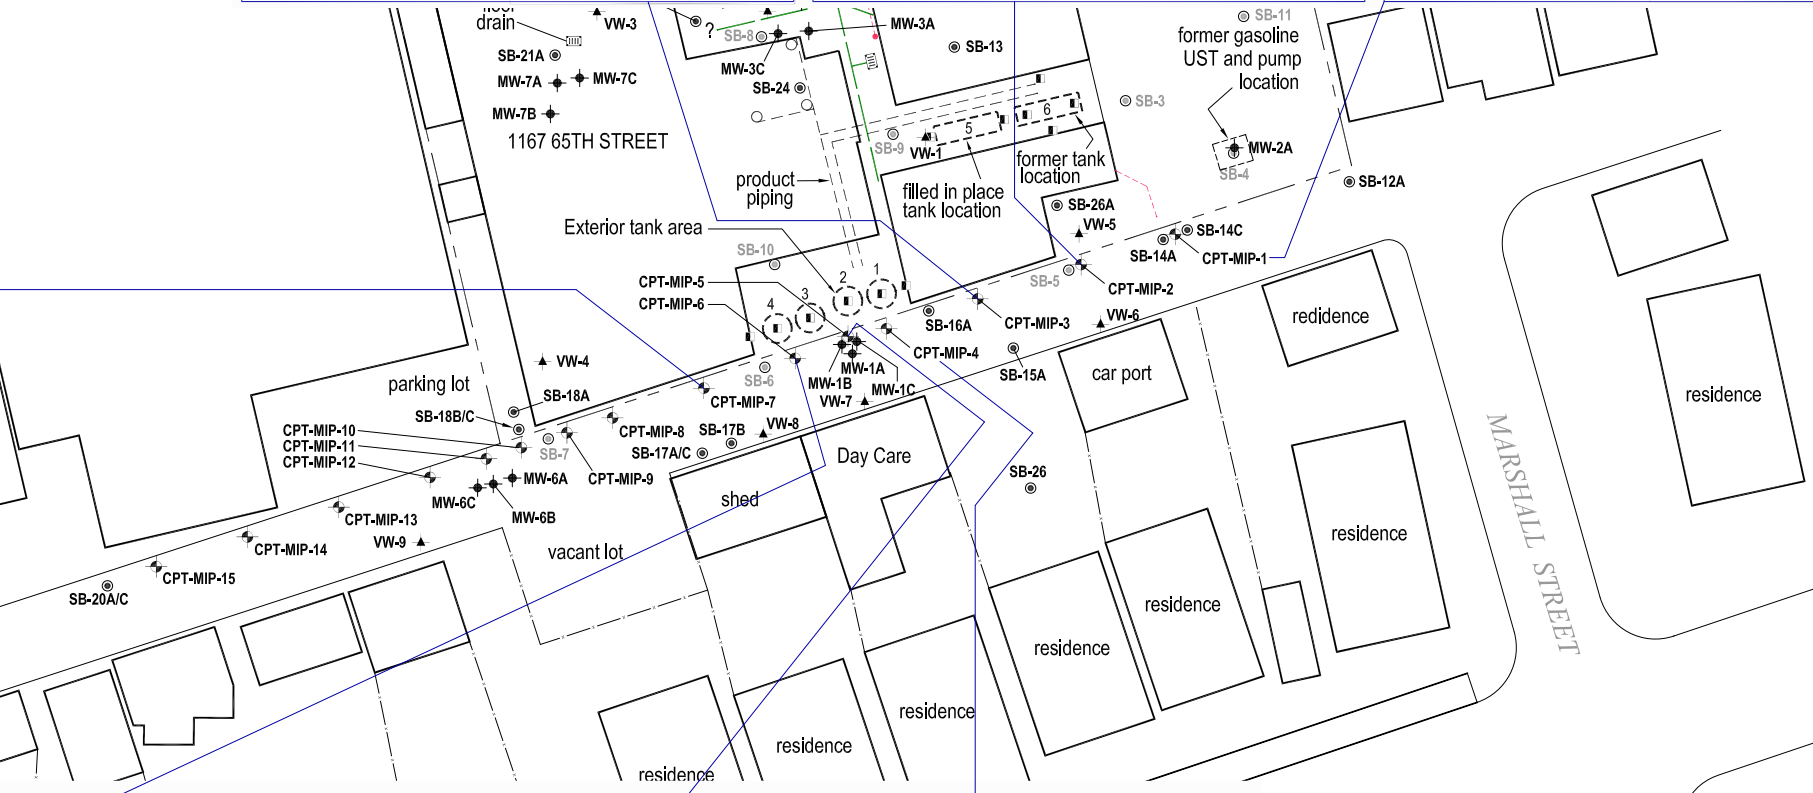 floor
drain
VW-3
?
SB-8
MW-3A
SB-11
SB-21A
MW-3C
SB-13
former gasoline
UST and pump
location
MW-7A
MW-7C
SB-24
SB-3
MW-7B
1167 65TH STREET
5
6
SB-9
VW-1
MW-2A
SB-4
former tank
location
SB-12A
product
piping
filled in place
tank location
SB-26A
Exterior tank area
VW-5
SB-14C
SB-14A
CPT-MIP-1
SB-10
SB-5
CPT-MIP-2
1
2
3
4
CPT-MIP-5
CPT-MIP-6
SB-16A
CPT-MIP-3
VW-6
redidence
CPT-MIP-4
VW-4
SB-6
MW-1A
MW-1B
MW-1C
SB-15A
car port
parking lot
SB-18A
CPT-MIP-7
VW-7
residence
SB-18B/C
CPT-MIP-10
CPT-MIP-11
CPT-MIP-12
CPT-MIP-8
SB-17B
VW-8
SB-7
SB-17A/C
Day Care
MARSHALL STREET
CPT-MIP-9
SB-26
MW-6A
MW-6C
MW-6B
shed
CPT-MIP-13
VW-9
CPT-MIP-14
vacant lot
residence
CPT-MIP-15
SB-20A/C
residence
residence
residence
residence
residence